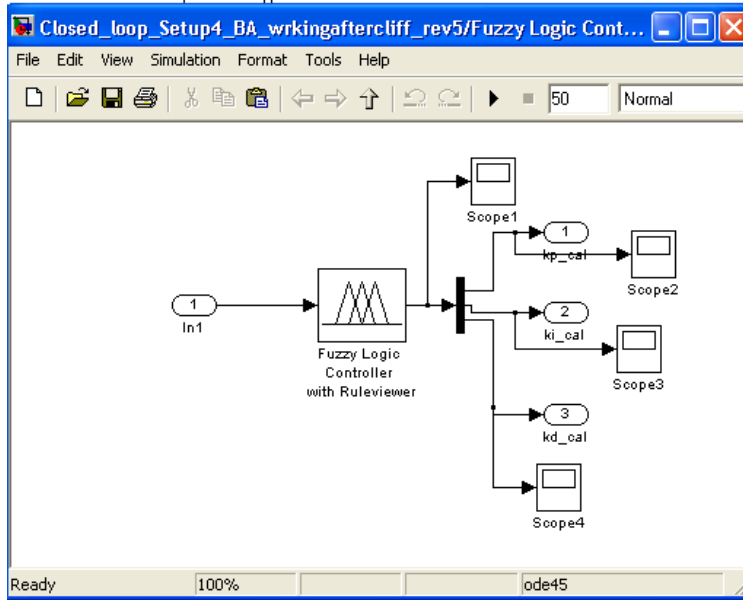 Closed_loop_Setup4_BA_wrkingaftercliff_rev5/Fuzzy Logic Cont...
File Edit View Simulation Format Tools Help
50 Normal
Scope1
1
kp_cal
Scope2
1
In1
Fuzzy Logic
Controller
with Ruleviewer
2
ki_cal
Scope3
3
kd_cal
Scope4
Ready 100% ode45